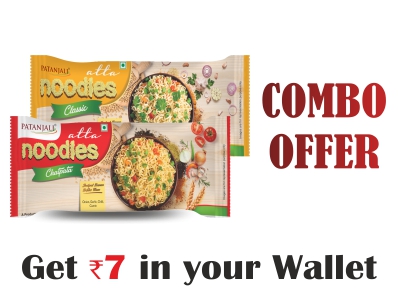 PATANJALI
atta
noodles
Classic
PATANJALI
atta
noodles
Chatpata
COMBO
OFFER
Get ₹7 in your Wallet